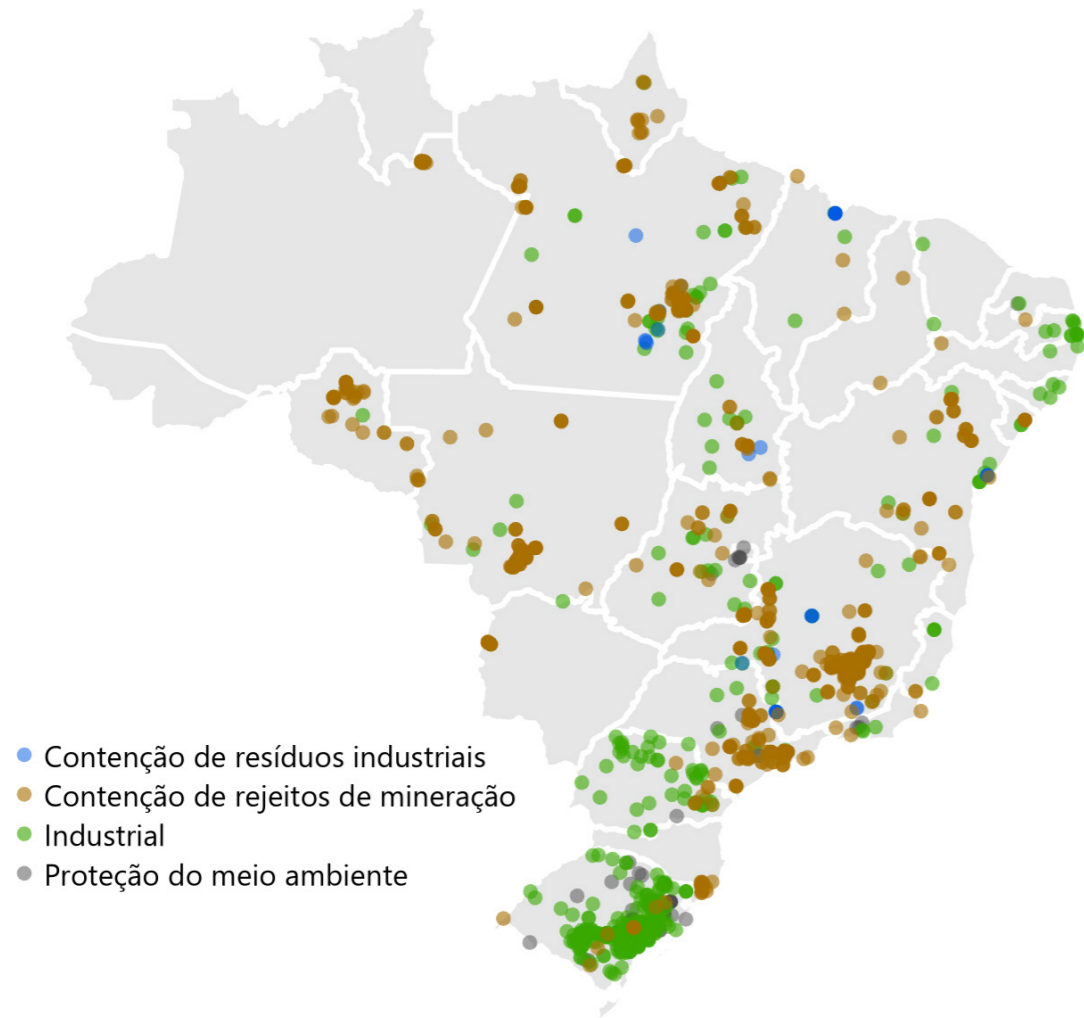 Contenção de resíduos industriais
Contenção de rejeitos de mineração
Industrial
Proteção do meio ambiente